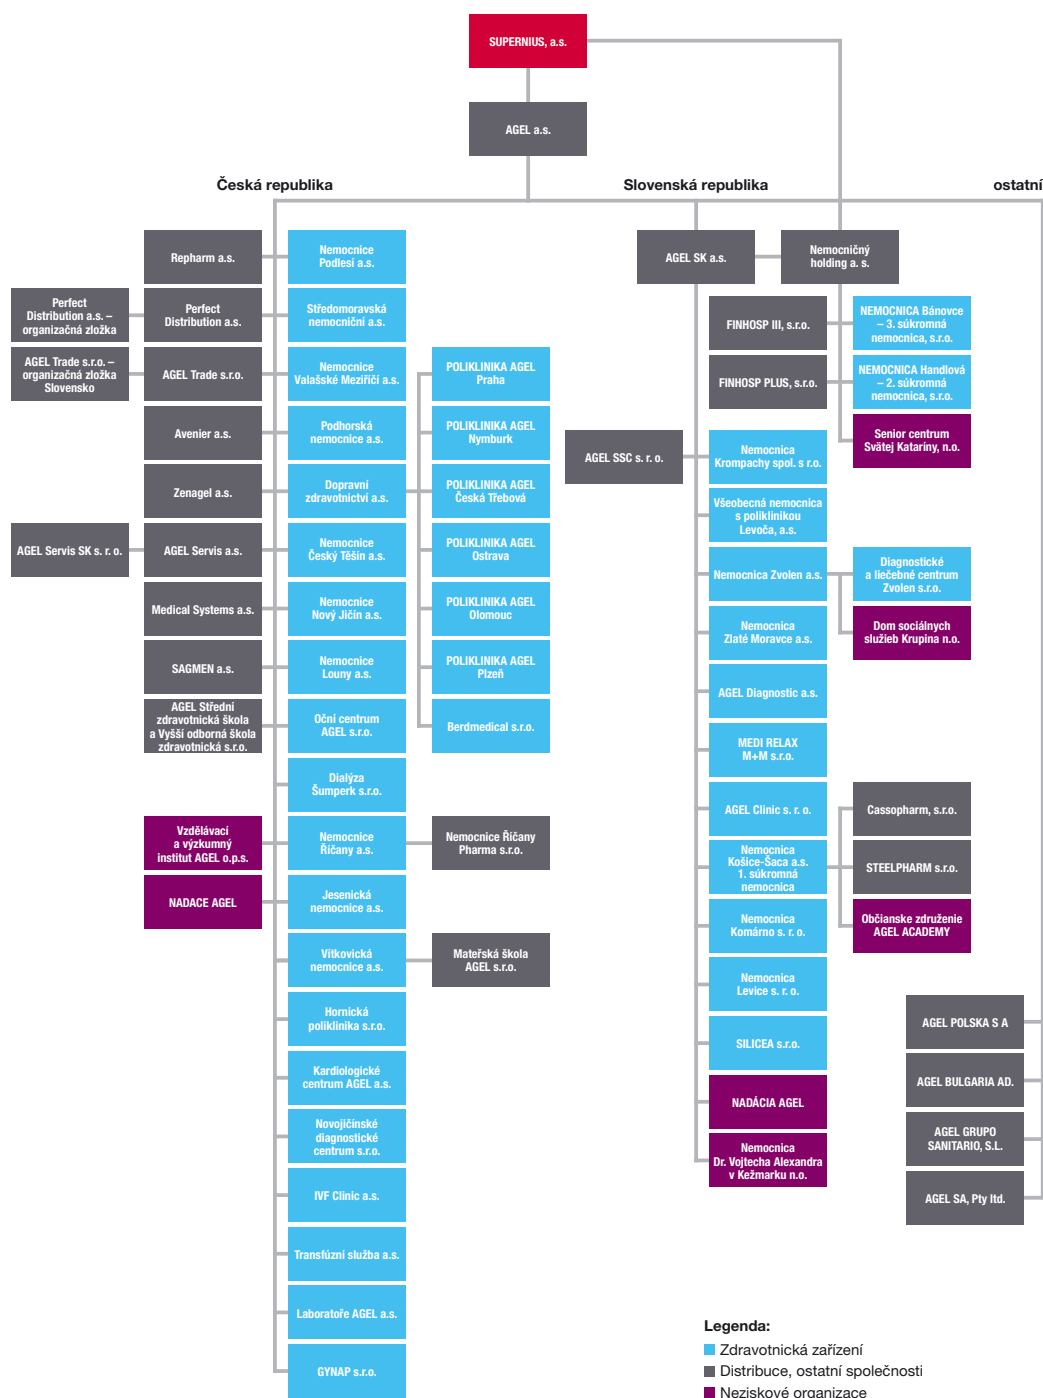 SUPERNIUS, a.s.
AGEL a.s.
Česká republika
Slovenská republika
ostatní
Repharm a.s.
Nemocnice
Podlesí a.s.
Perfect
Distribution a.s. –
organizačná zložka
Perfect
Distribution a.s.
Středomoravská
nemocniční a.s.
AGEL Trade s.r.o. –
organizačná zložka
Slovensko
AGEL Trade s.r.o.
Nemocnice
Valašské Meziříčí a.s.
Avenier a.s.
Podhorská
nemocnice a.s.
Zenagel a.s.
Dopravní
zdravotnictví a.s.
AGEL Servis SK s. r. o.
AGEL Servis a.s.
Nemocnice
Český Těšín a.s.
Medical Systems a.s.
Nemocnice
Nový Jičín a.s.
SAGMEN a.s.
Nemocnice
Louny a.s.
AGEL Střední
zdravotnická škola
a Vyšší odborná škola
zdravotnická s.r.o.
Oční centrum
AGEL s.r.o.
Dialýza
Šumperk s.r.o.
Vzdělávací
a výzkumný
institut AGEL o.p.s.
Nemocnice
Říčany a.s.
Nemocnice Říčany
Pharma s.r.o.
NADACE AGEL
Jesenická
nemocnice a.s.
Vítkovická
nemocnice a.s.
Mateřská škola
AGEL s.r.o.
Hornická
poliklinika s.r.o.
Kardiologické
centrum AGEL a.s.
Novojičínské
diagnostické
centrum s.r.o.
IVF Clinic a.s.
Transfúzní služba a.s.
Laboratoře AGEL a.s.
GYNAP s.r.o.
POLIKLINIKA AGEL
Praha
POLIKLINIKA AGEL
Nymburk
POLIKLINIKA AGEL
Česká Třebová
POLIKLINIKA AGEL
Ostrava
POLIKLINIKA AGEL
Olomouc
POLIKLINIKA AGEL
Plzeň
Berdmedical s.r.o.
AGEL SK a.s.
Nemocničný
holding a. s.
FINHOSP III, s.r.o.
NEMOCNICA Bánovce
– 3. súkromná
nemocnica, s.r.o.
FINHOSP PLUS, s.r.o.
NEMOCNICA Handlová
– 2. súkromná
nemocnica, s.r.o.
Senior centrum
Svätej Kataríny, n.o.
AGEL SSC s. r. o.
Nemocnica
Krompachy spol. s r.o.
Všeobecná nemocnica
s poliklinikou
Levoča, a.s.
Nemocnica Zvolen a.s.
Diagnostické
a liečebné centrum
Zvolen s.r.o.
Dom sociálnych
služieb Krupina n.o.
Nemocnica
Zlaté Moravce a.s.
AGEL Diagnostic a.s.
MEDI RELAX
M+M s.r.o.
AGEL Clinic s. r. o.
Cassopharm, s.r.o.
Nemocnica
Košice-Šaca a.s.
1. súkromná
nemocnica
STEELPHARM s.r.o.
Občianske združenie
AGEL ACADEMY
Nemocnica
Komárno s. r. o.
Nemocnica
Levice s. r. o.
SILICEA s.r.o.
NADÁCIA AGEL
Nemocnica
Dr. Vojtecha Alexandra
v Kežmarku n.o.
AGEL POLSKA S A
AGEL BULGARIA AD.
AGEL GRUPO
SANITARIO, S.L.
AGEL SA, Pty ltd.
Legenda:
Zdravotnická zařízení
Distribuce, ostatní společnosti
Neziskové organizace